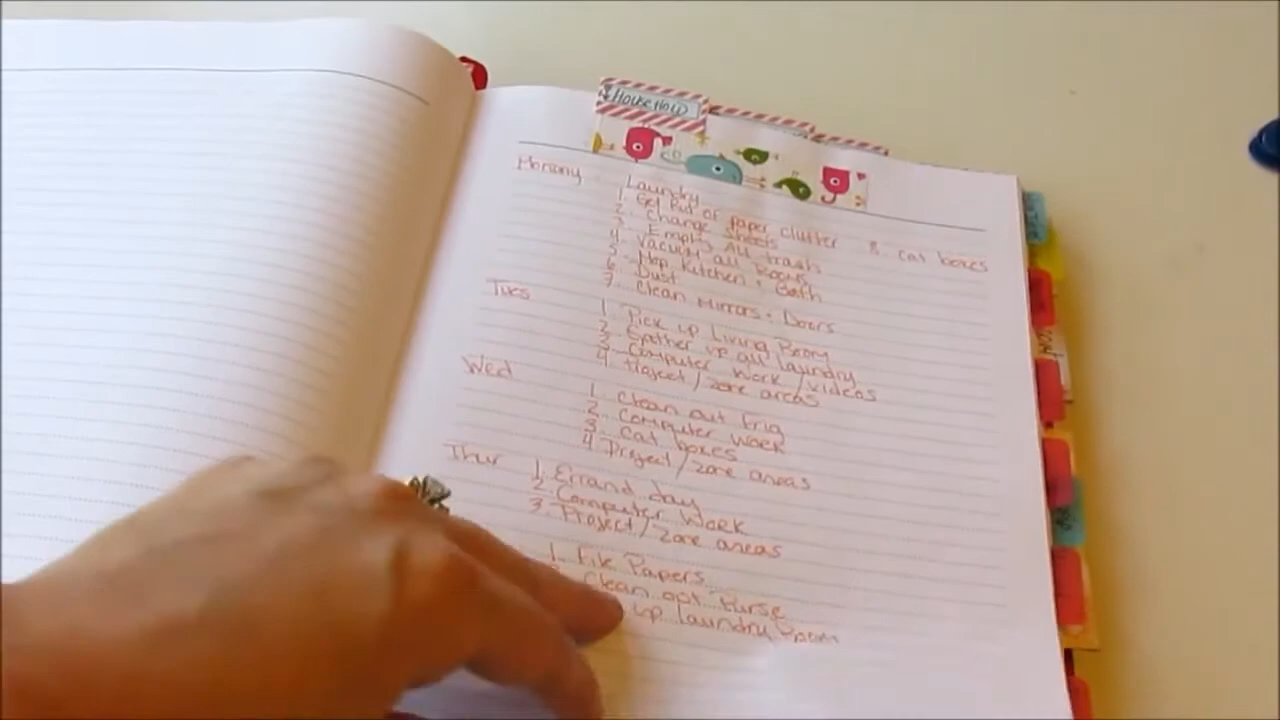 Household
Monday Laundry
1. Get Rid of paper clutter 8. cat boxes
2. Change Sheets
3. Empty All trash
4. Vacuum all Rooms
5. Mop Kitchen + Bath
6. Dust
7. Clean Mirrors + Doors
Tues
1. Pick up Living Room
2. Gather up all laundry
3. Computer Work / videos
4. Project / zone areas
Wed
1. Clean out Frig
2. Computer Work
3. Cat boxes
4. Project / zone areas
Thur 1. Errand day
2. Computer Work
3. Project / zone areas
1. File Papers
Clean out Purse
up laundry Room